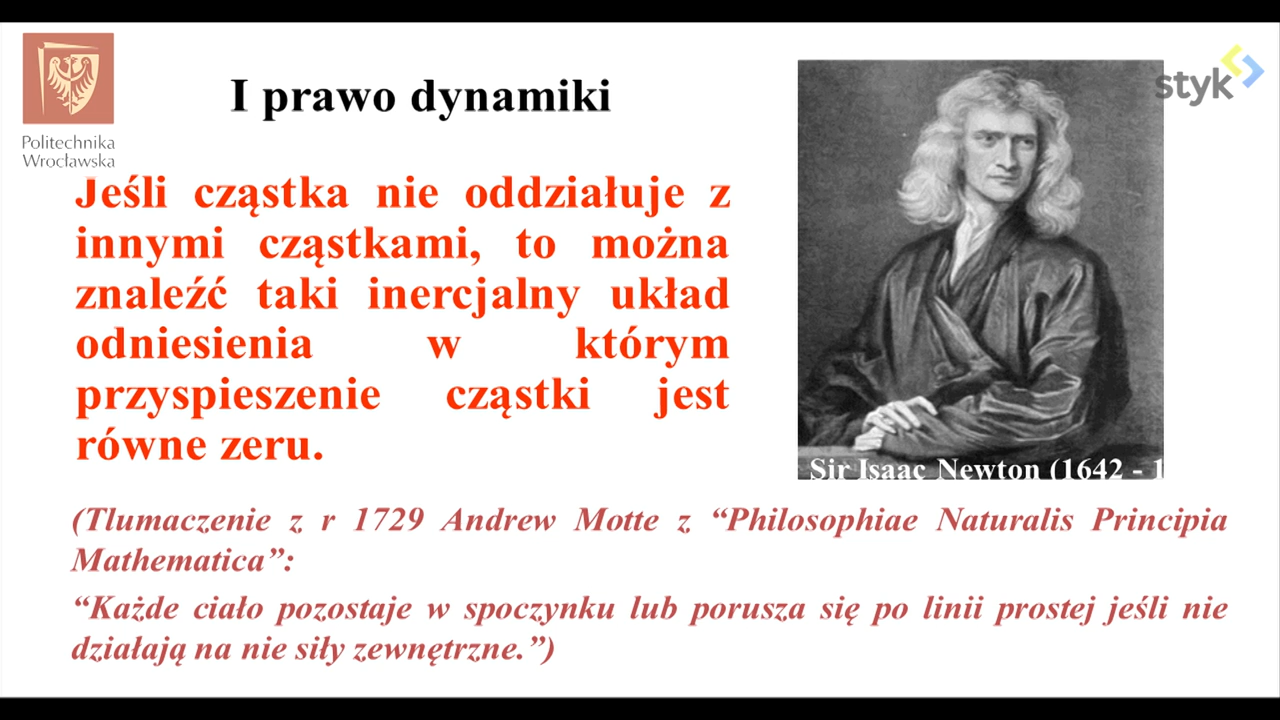 Politechnika
Wrocławska
I prawo dynamiki
styk
Jeśli cząstka nie oddziałuje z
innymi cząstkami, to można
znaleźć taki inercjalny układ
odniesienia w którym
przyspieszenie cząstki jest
równe zeru.
Sir Isaac Newton (1642 - 1
(Tlumaczenie z r 1729 Andrew Motte z “Philosophiae Naturalis Principia
Mathematica”:
“Każde ciało pozostaje w spoczynku lub porusza się po linii prostej jeśli nie
działają na nie siły zewnętrzne.”)